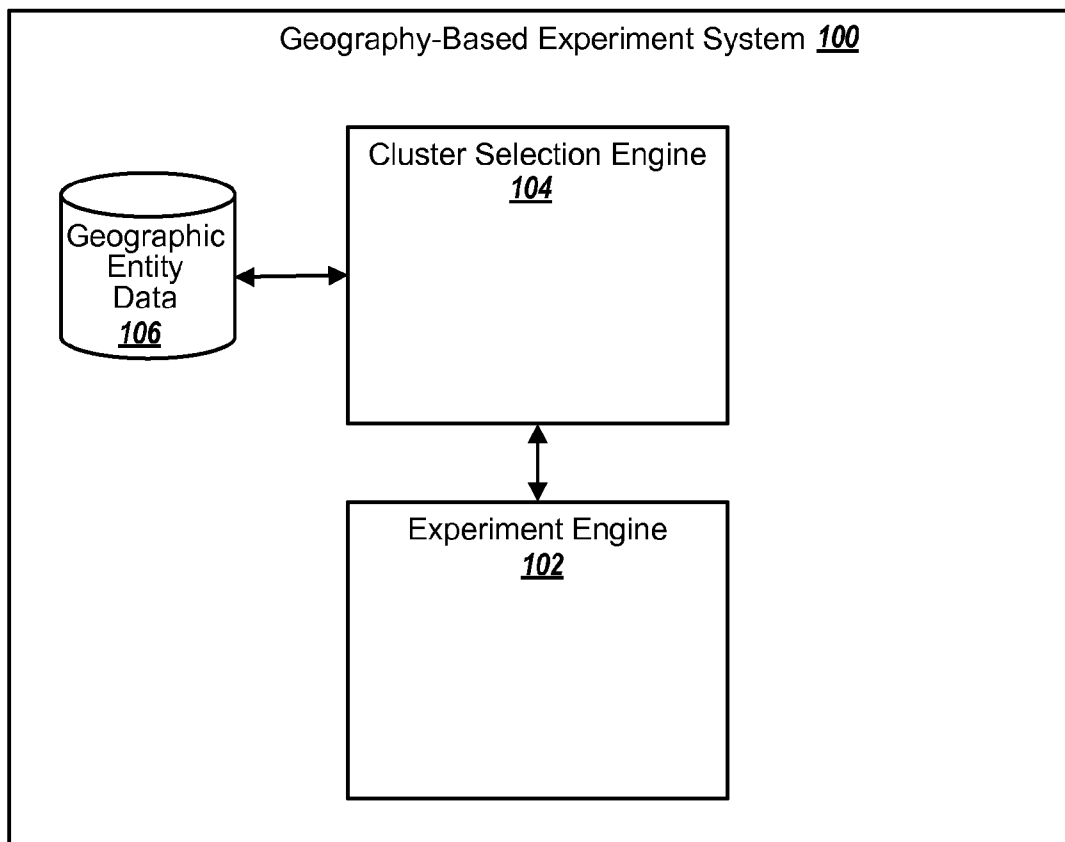 Geography-Based Experiment System 100
Cluster Selection Engine
104
Geographic
Entity
Data
106
Experiment Engine
102